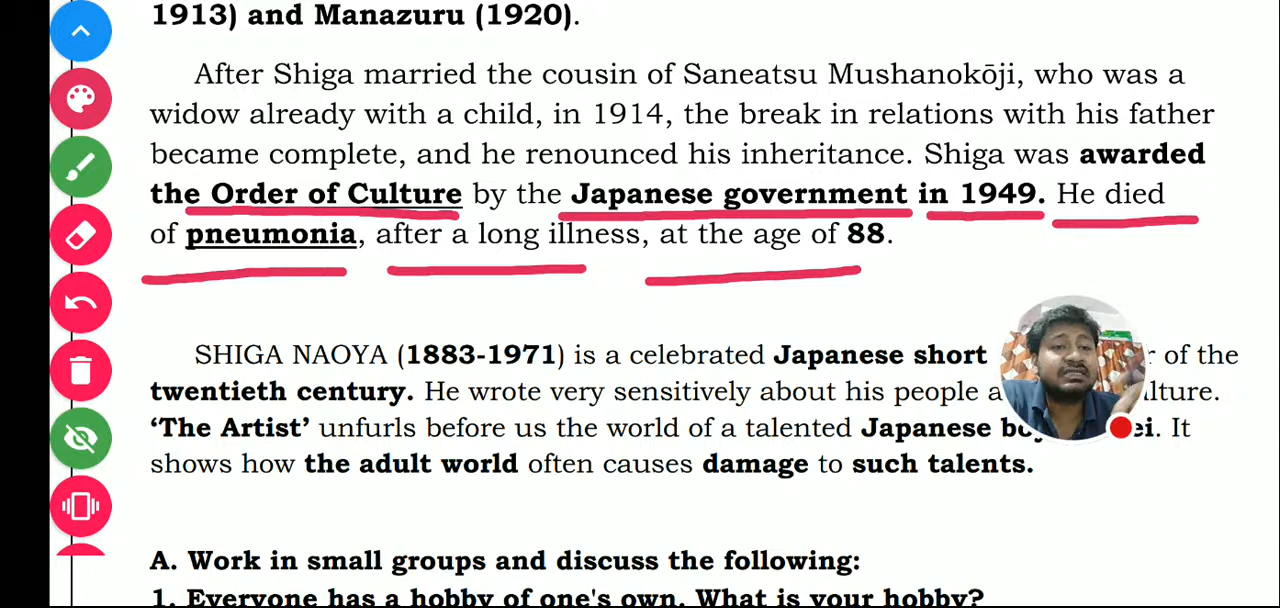 1913) and Manazuru (1920).
After Shiga married the cousin of Saneatsu Mushanokōji, who was a
widow already with a child, in 1914, the break in relations with his father
became complete, and he renounced his inheritance. Shiga was awarded
the Order of Culture by the Japanese government in 1949. He died
of pneumonia, after a long illness, at the age of 88.
SHIGA NAOYA (1883-1971) is a celebrated Japanese short of the
twentieth century. He wrote very sensitively about his people
'The Artist' unfurls before us the world of a talented Japanese It
shows how the adult world often causes damage to such talents.
A. Work in small groups and discuss the following:
1. Everyone has a hobby of one's own. What is your hobby?